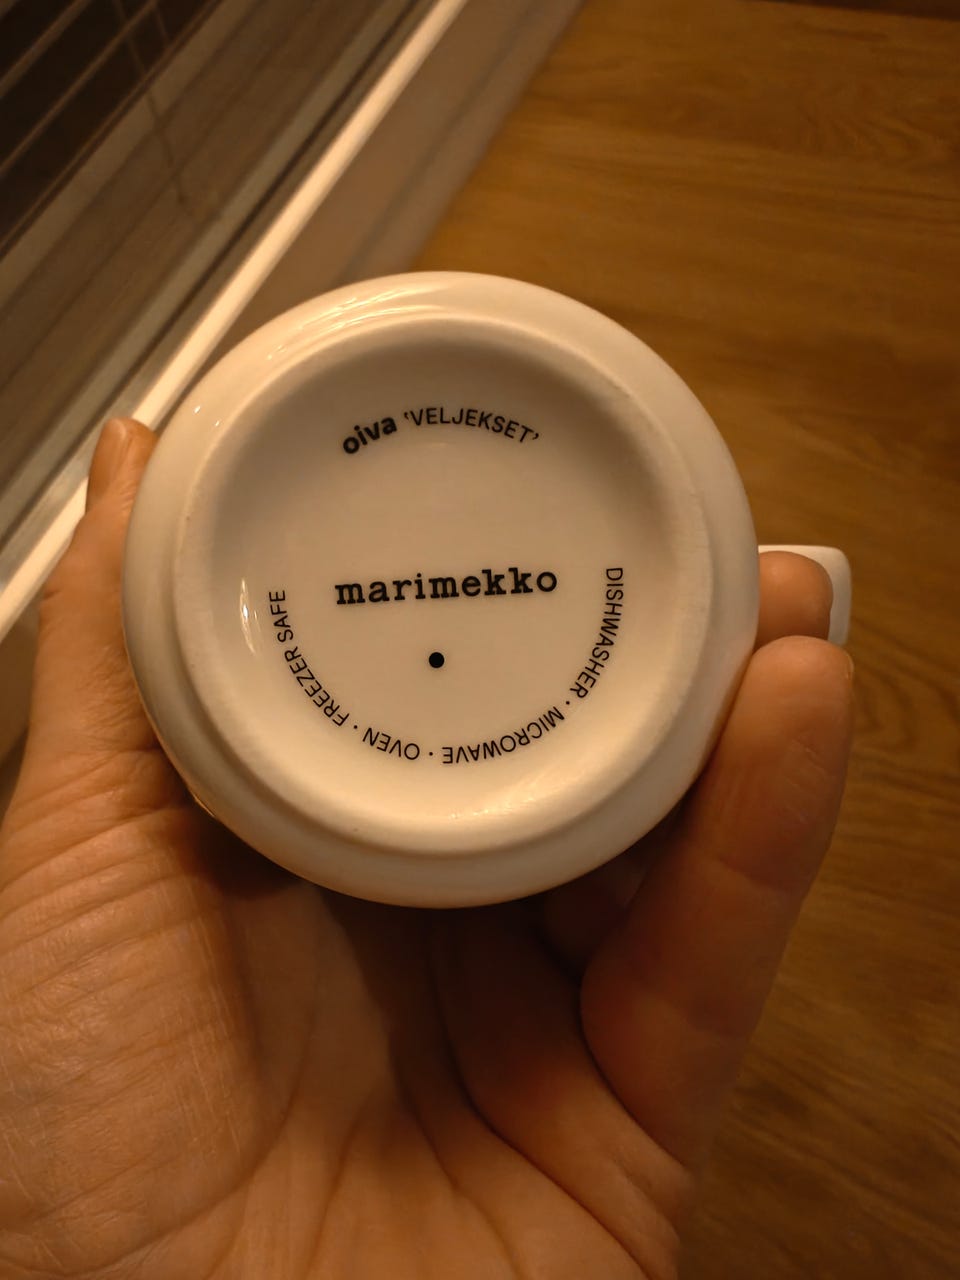 oiva ‘VELJEKSET’
marimekko
DISHWASHER · MICROWAVE · OVEN · FREEZER SAFE